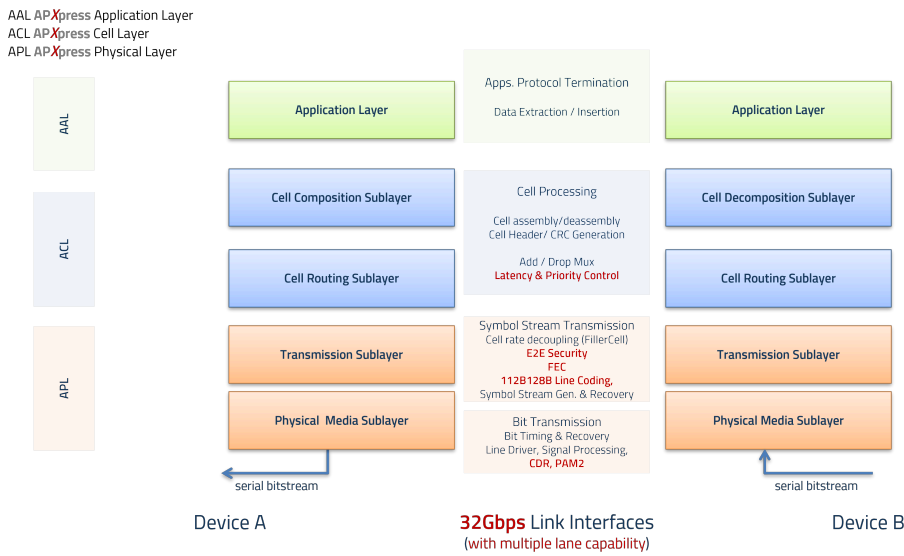 AAL APXpress Application Layer
ACL APXpress Cell Layer
APL APXpress Physical Layer
AAL
Application Layer
Apps. Protocol Termination
Data Extraction / Insertion
Application Layer
ACL
Cell Composition Sublayer
Cell Routing Sublayer
Cell Processing
Cell assembly/deassembly
Cell Header/ CRC Generation
Add / Drop Mux
Latency & Priority Control
Cell Decomposition Sublayer
Cell Routing Sublayer
APL
Transmission Sublayer
Physical Media Sublayer
Symbol Stream Transmission
Cell rate decoupling (FillerCell)
E2E Security
FEC
112B128B Line Coding,
Symbol Stream Gen. & Recovery
Bit Transmission
Bit Timing & Recovery
Line Driver, Signal Processing,
CDR, PAM2
Transmission Sublayer
Physical Media Sublayer
serial bitstream
serial bitstream
Device A
32Gbps Link Interfaces
(with multiple lane capability)
Device B